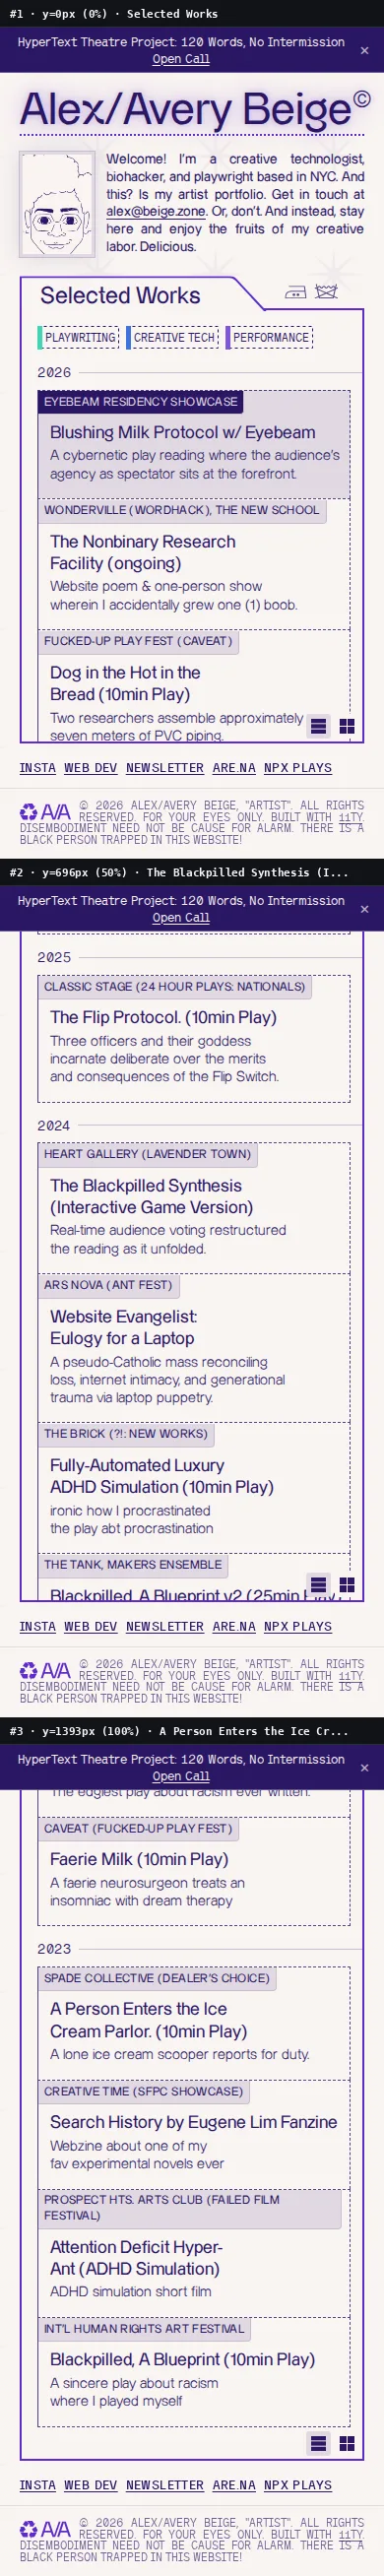 #1 · y=0px (0%) · Selected Works
HyperText Theatre Project: 120 Words, No Intermission
Open Call
×
Alex/Avery Beige©
Welcome! I'm a creative technologist,
biohacker, and playwright based in NYC. And
this? Is my artist portfolio. Get in touch at
alex@beige.zone. Or, don't. And instead, stay
here and enjoy the fruits of my creative
labor. Delicious.
Selected Works
PLAYWRITING
CREATIVE TECH
PERFORMANCE
2026
EYEBEAM RESIDENCY SHOWCASE
Blushing Milk Protocol w/ Eyebeam
A cybernetic play reading where the audience's
agency as spectator sits at the forefront.
WONDERVILLE (WORDHACK), THE NEW SCHOOL
The Nonbinary Research
Facility (ongoing)
Website poem & one-person show
wherein I accidentally grew one (1) boob.
FUCKED-UP PLAY FEST (CAVEAT)
Dog in the Hot in the
Bread (10min Play)
Two researchers assemble approximately
seven meters of PVC piping.
INSTA WEB DEV NEWSLETTER ARE.NA NPX PLAYS
♻ A/A © 2026 ALEX/AVERY BEIGE, "ARTIST". ALL RIGHTS
RESERVED. FOR YOUR EYES ONLY. BUILT WITH 11TY.
DISEMBODIMENT NEED NOT BE CAUSE FOR ALARM. THERE IS A
BLACK PERSON TRAPPED IN THIS WEBSITE!
#2 · y=696px (50%) · The Blackpilled Synthesis (I...
HyperText Theatre Project: 120 Words, No Intermission
Open Call
×
2025
CLASSIC STAGE (24 HOUR PLAYS: NATIONALS)
The Flip Protocol. (10min Play)
Three officers and their goddess
incarnate deliberate over the merits
and consequences of the Flip Switch.
2024
HEART GALLERY (LAVENDER TOWN)
The Blackpilled Synthesis
(Interactive Game Version)
Real-time audience voting restructured
the reading as it unfolded.
ARS NOVA (ANT FEST)
Website Evangelist:
Eulogy for a Laptop
A pseudo-Catholic mass reconciling
loss, internet intimacy, and generational
trauma via laptop puppetry.
THE BRICK (?!: NEW WORKS)
Fully-Automated Luxury
ADHD Simulation (10min Play)
ironic how I procrastinated
the play abt procrastination
THE TANK, MAKERS ENSEMBLE
Blackpilled, A Blueprint v2 (25min Play)
INSTA WEB DEV NEWSLETTER ARE.NA NPX PLAYS
♻ A/A © 2026 ALEX/AVERY BEIGE, "ARTIST". ALL RIGHTS
RESERVED. FOR YOUR EYES ONLY. BUILT WITH 11TY.
DISEMBODIMENT NEED NOT BE CAUSE FOR ALARM. THERE IS A
BLACK PERSON TRAPPED IN THIS WEBSITE!
#3 · y=1393px (100%) · A Person Enters the Ice Cr...
HyperText Theatre Project: 120 Words, No Intermission
Open Call
×
The edgiest play about racism ever written.
CAVEAT (FUCKED-UP PLAY FEST)
Faerie Milk (10min Play)
A faerie neurosurgeon treats an
insomniac with dream therapy
2023
SPADE COLLECTIVE (DEALER'S CHOICE)
A Person Enters the Ice
Cream Parlor. (10min Play)
A lone ice cream scooper reports for duty.
CREATIVE TIME (SFPC SHOWCASE)
Search History by Eugene Lim Fanzine
Webzine about one of my
fav experimental novels ever
PROSPECT HTS. ARTS CLUB (FAILED FILM
FESTIVAL)
Attention Deficit Hyper-
Ant (ADHD Simulation)
ADHD simulation short film
INT'L HUMAN RIGHTS ART FESTIVAL
Blackpilled, A Blueprint (10min Play)
A sincere play about racism
where I played myself
INSTA WEB DEV NEWSLETTER ARE.NA NPX PLAYS
♻ A/A © 2026 ALEX/AVERY BEIGE, "ARTIST". ALL RIGHTS
RESERVED. FOR YOUR EYES ONLY. BUILT WITH 11TY.
DISEMBODIMENT NEED NOT BE CAUSE FOR ALARM. THERE IS A
BLACK PERSON TRAPPED IN THIS WEBSITE!